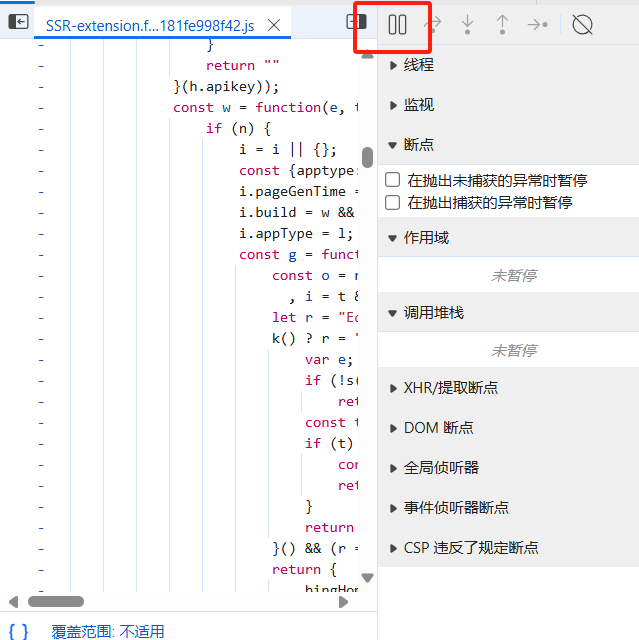 SSR-extension.f...181fe998f42.js
}
return ""
}(h.apikey));
const w = function(e, t
if (n) {
i = i || {};
const {apptype:
i.pageGenTime =
i.build = w &&
i.appType = l;
const g = funct
const o = r
, i = t &
let r = "Ed
k() ? r = "
var e;
if (!s(
ret
const t
if (t)
con
ret
}
return
}() && (r =
return {
bingHom
{ } 覆盖范围: 不适用
线程
监视
断点
在抛出未捕获的异常时暂停
在抛出捕获的异常时暂停
作用域
未暂停
调用堆栈
未暂停
XHR/提取断点
DOM 断点
全局侦听器
事件侦听器断点
CSP 违反了规定断点